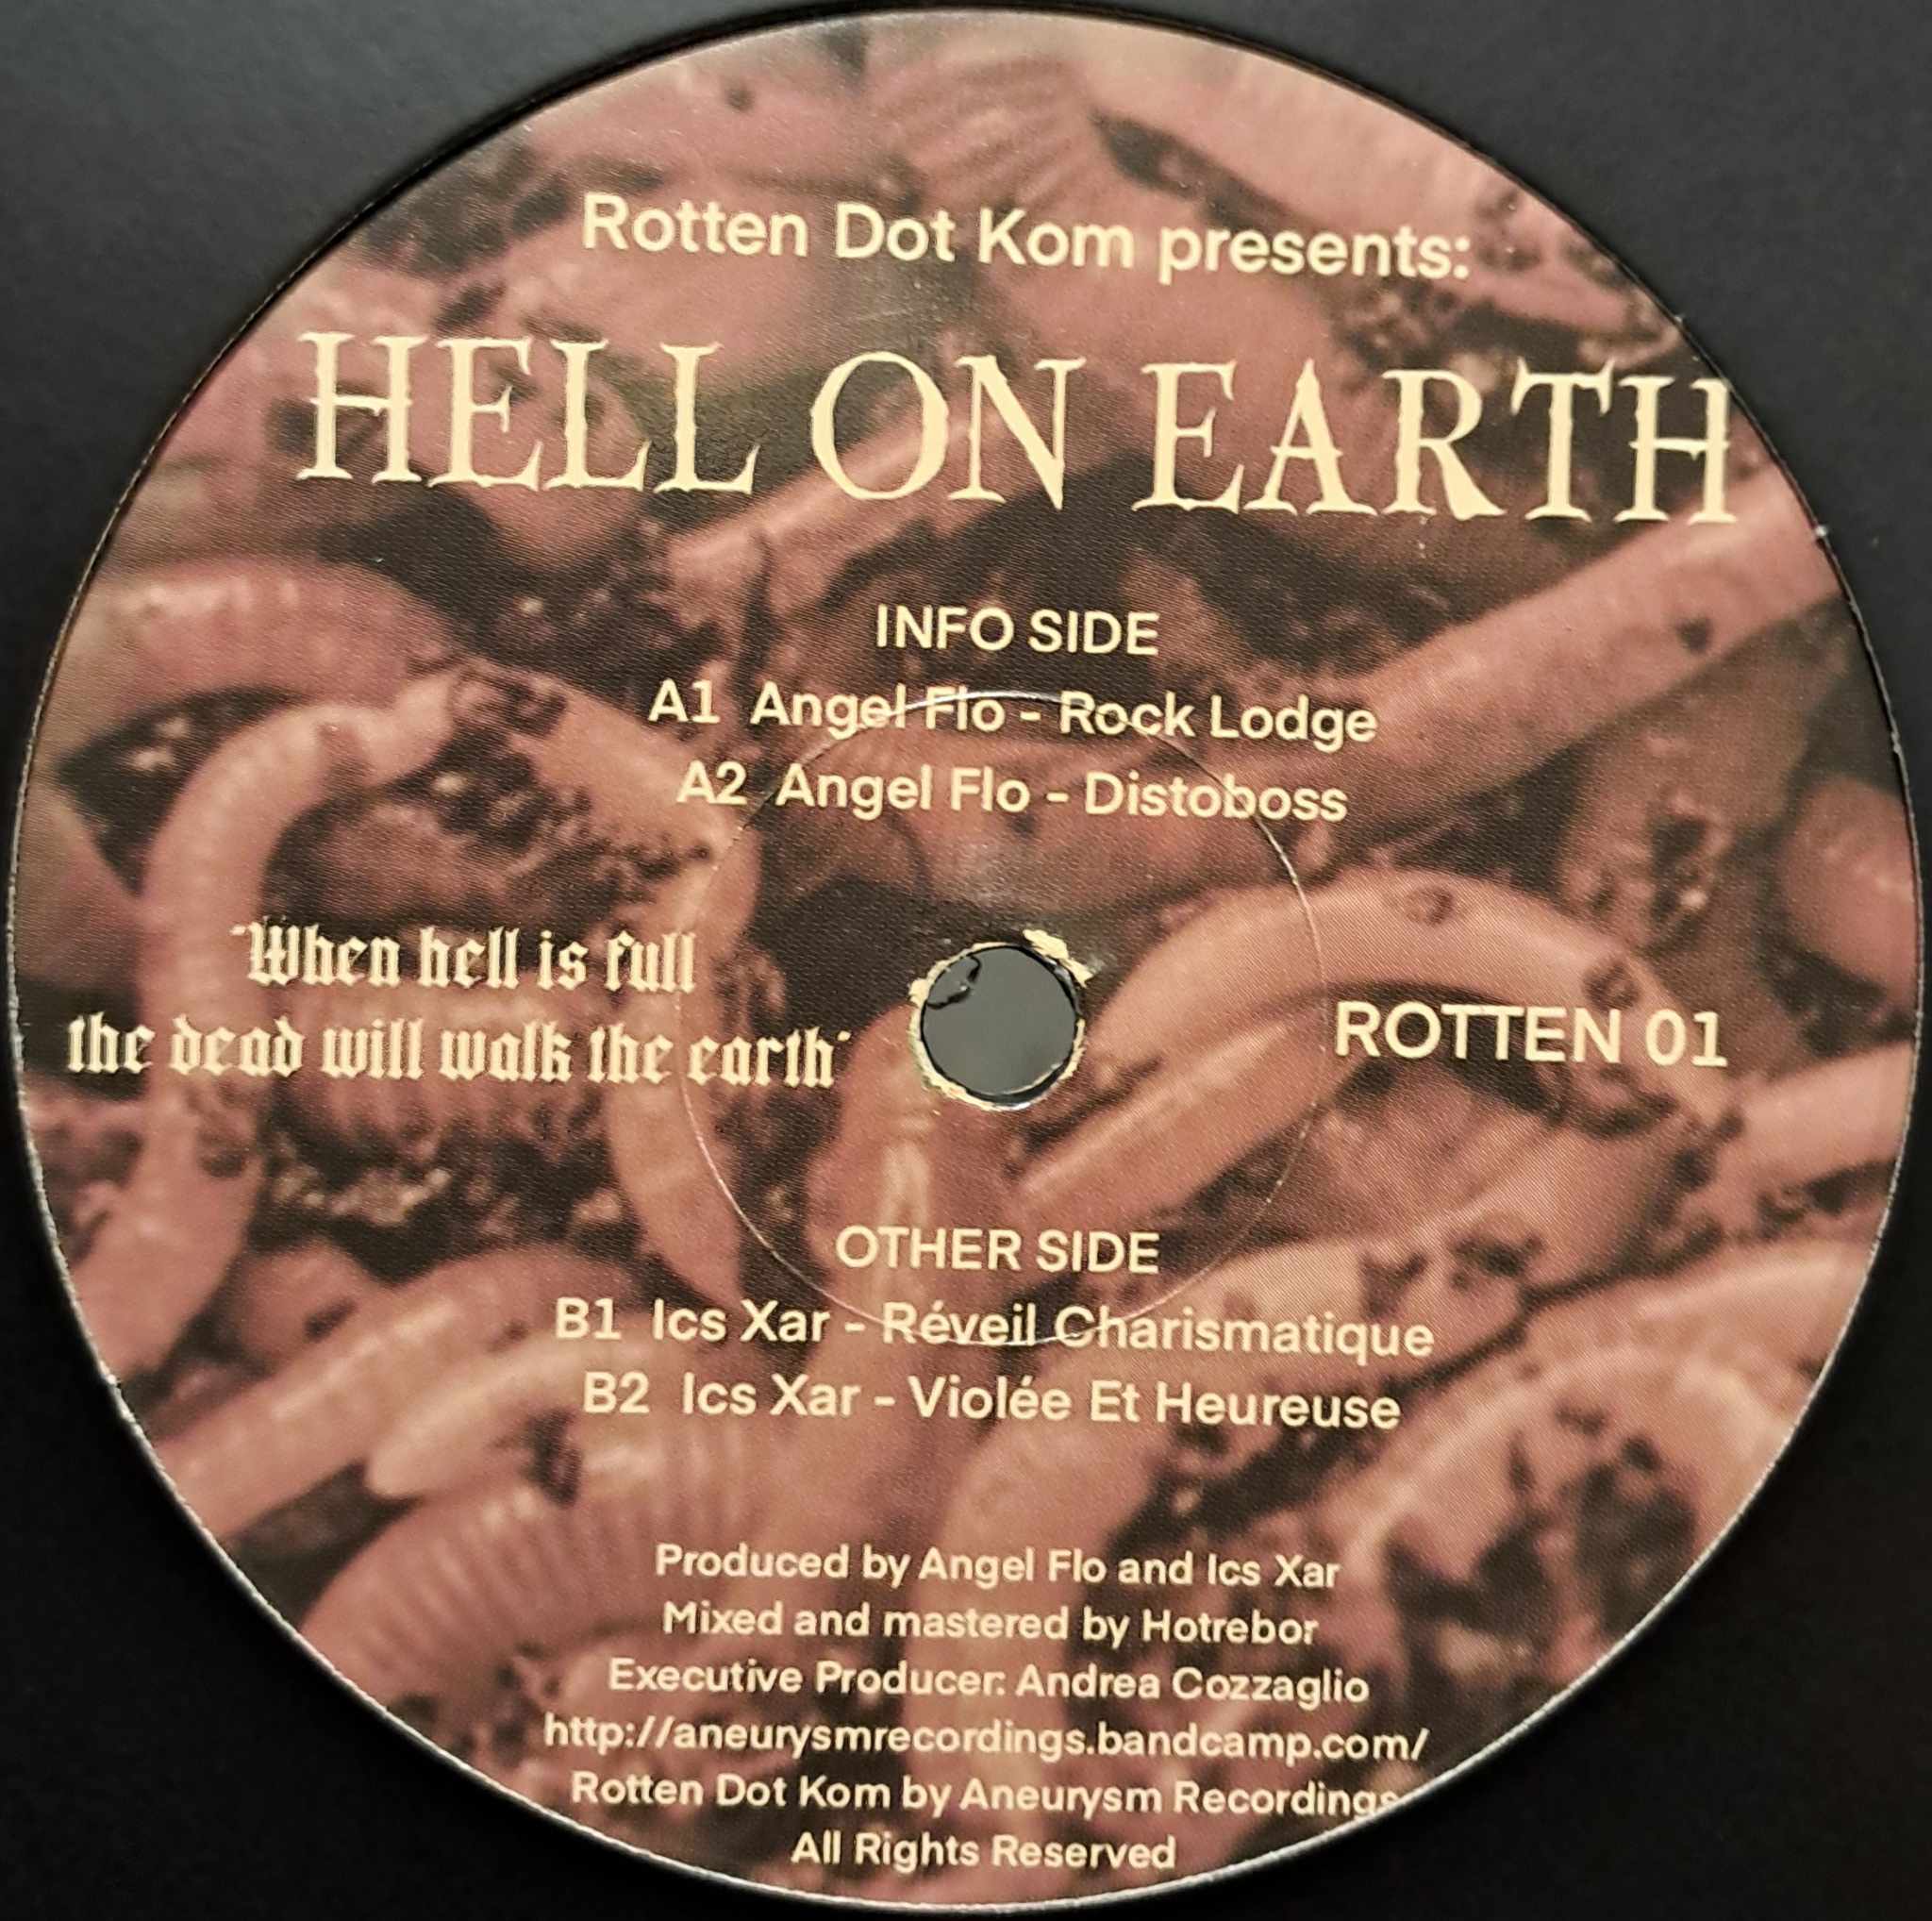 Rotten Dot Kom presents:
HELL ON EARTH
INFO SIDE
A1 Angel Flo - Rock Lodge
A2 Angel Flo - Distoboss
"When hell is full
the dead will walk the earth"
ROTTEN 01
OTHER SIDE
B1 Ics Xar - Réveil Charismatique
B2 Ics Xar - Violée Et Heureuse
Produced by Angel Flo and Ics Xar
Mixed and mastered by Hotrebor
Executive Producer: Andrea Cozzaglio
http://aneurysmrecordings.bandcamp.com/
Rotten Dot Kom by Aneurysm Recordings
All Rights Reserved